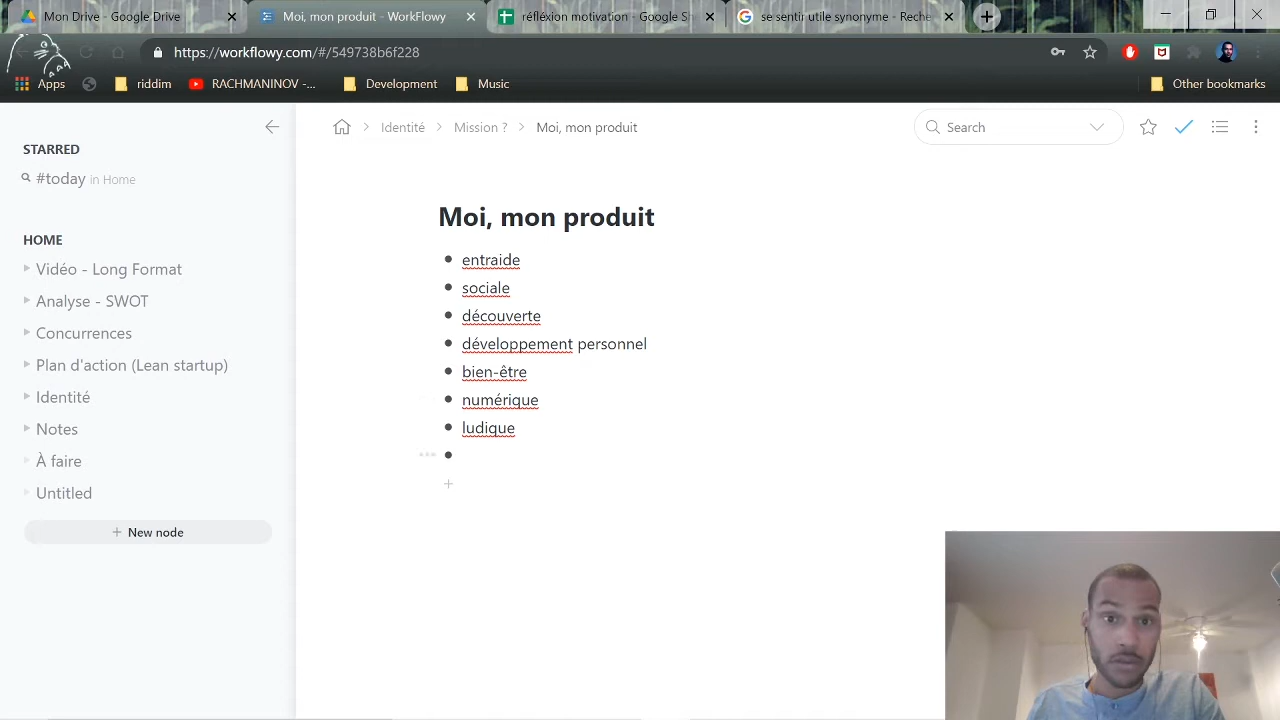 Mon Drive - Google Drive
Moi, mon produit - WorkFlowy
réfléxion motivation - Google S
se sentir utile synonyme - Reche
https://workflowy.com/#/549738b6f228
Apps
riddim
RACHMANINOV -...
Development
Music
Other bookmarks
STARRED
#today in Home
HOME
Vidéo - Long Format
Analyse - SWOT
Concurrences
Plan d'action (Lean startup)
Identité
Notes
À faire
Untitled
+ New node
Identité > Mission ? > Moi, mon produit
Search
Moi, mon produit
entraide
sociale
découverte
développement personnel
bien-être
numérique
ludique